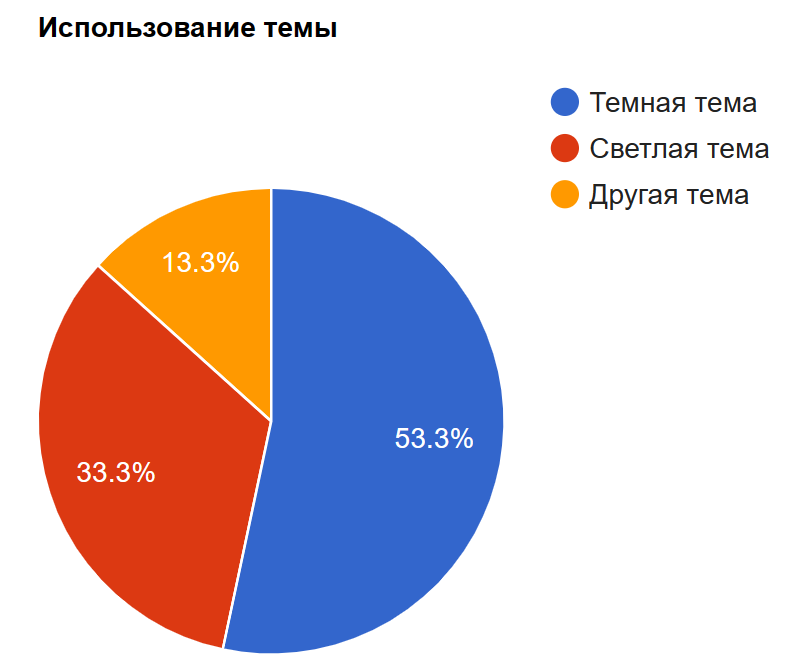 Использование темы
Темная тема
Светлая тема
Другая тема
13.3%
53.3%
33.3%